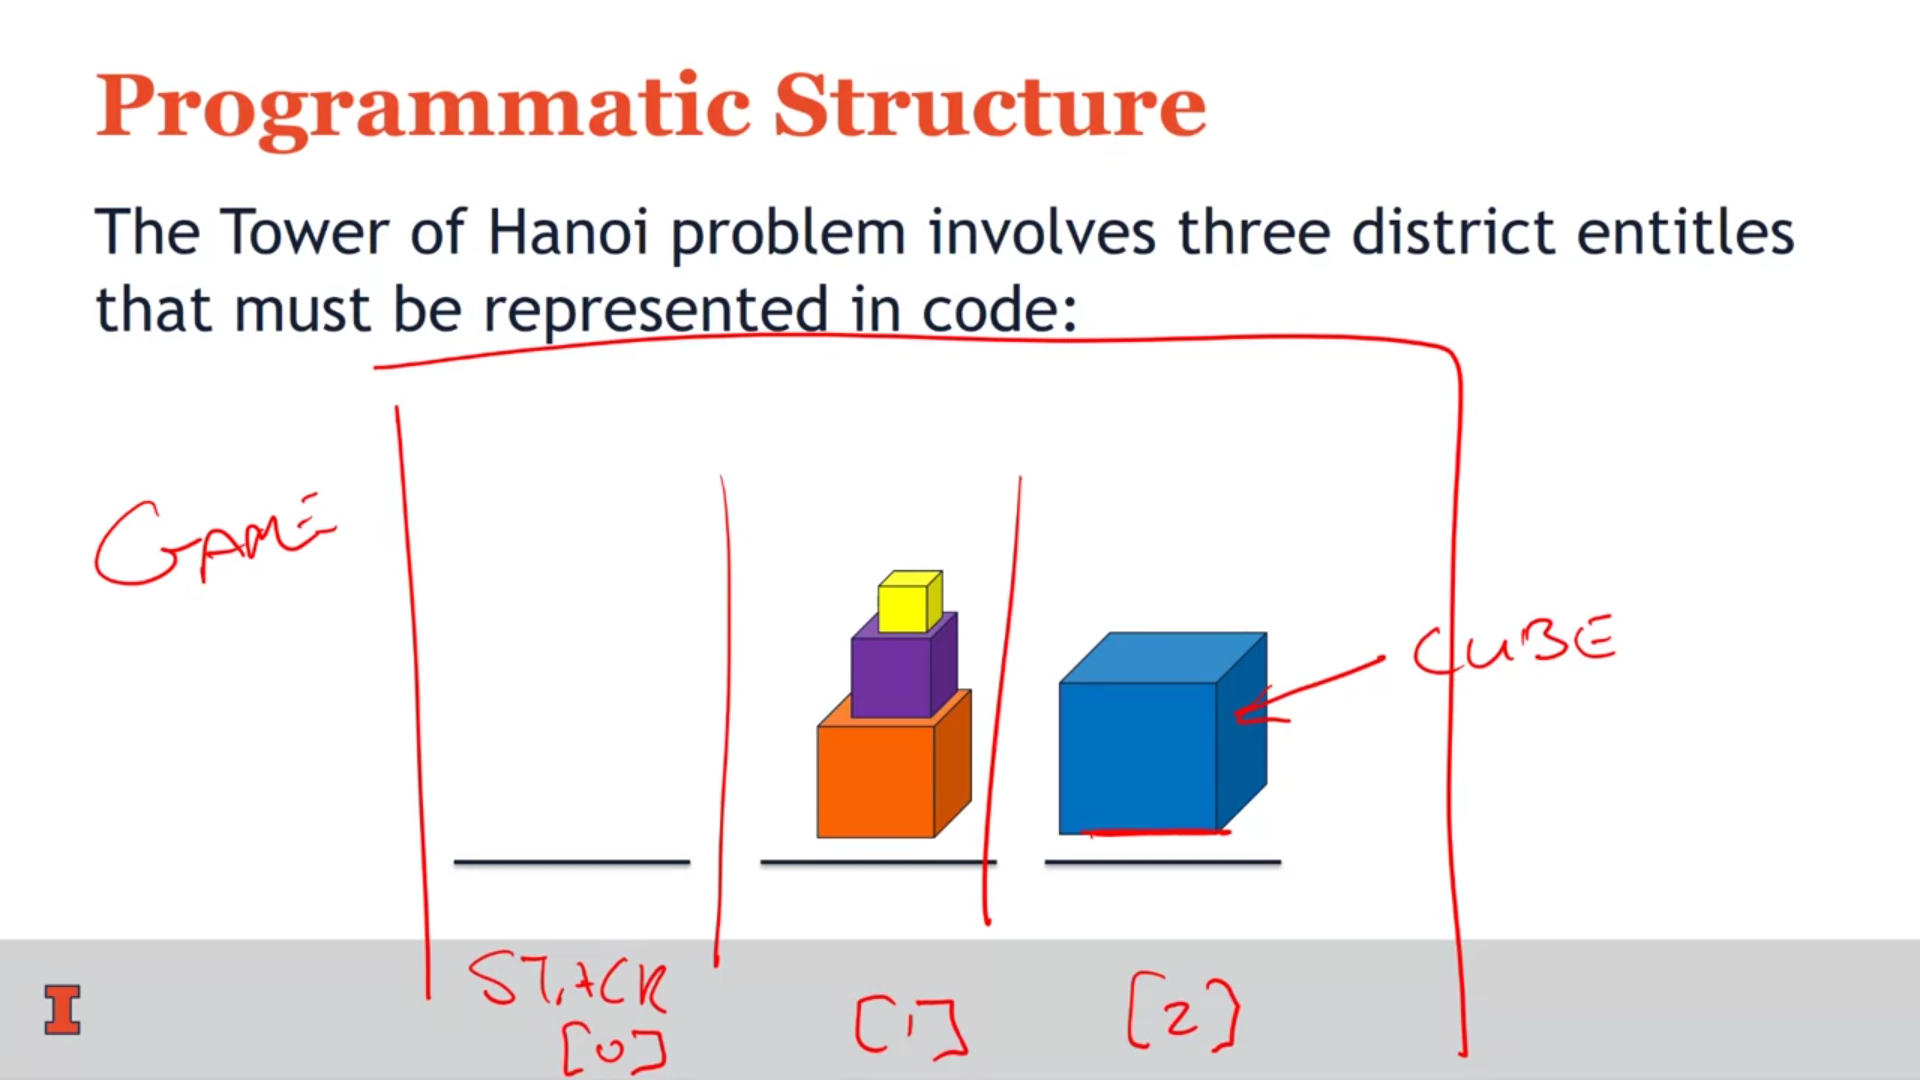 Programmatic Structure
The Tower of Hanoi problem involves three district entitles
that must be represented in code:
GAME
CUBE
STACK
[0]
[1]
[2]
I